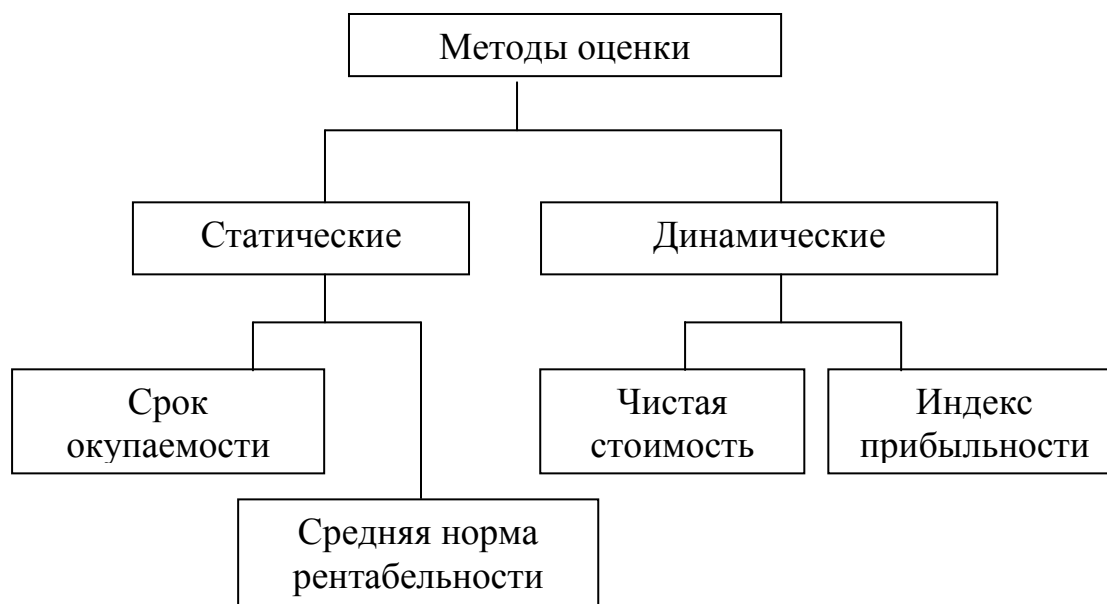 Методы оценки
Статические
Динамические
Срок
окупаемости
Чистая
стоимость
Индекс
прибыльности
Средняя норма
рентабельности